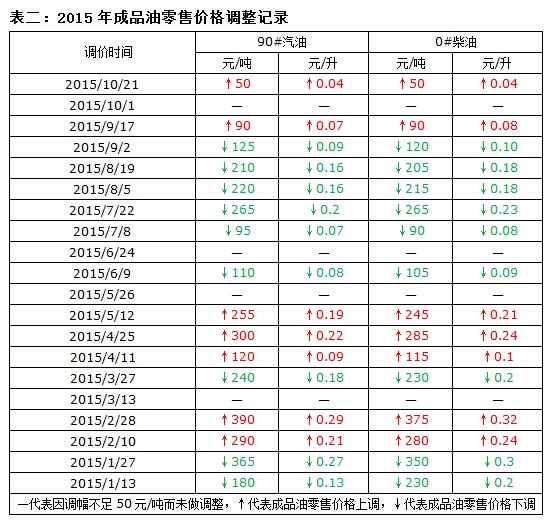 表二：2015 年成品油零售价格调整记录
调价时间 90#汽油 0#柴油
元/吨 元/升 元/吨 元/升
2015/10/21 ↑50 ↑0.04 ↑50 ↑0.04
2015/10/1 — — — —
2015/9/17 ↑90 ↑0.07 ↑90 ↑0.08
2015/9/2 ↓125 ↓0.09 ↓120 ↓0.10
2015/8/19 ↓210 ↓0.16 ↓205 ↓0.18
2015/8/5 ↓220 ↓0.16 ↓215 ↓0.18
2015/7/22 ↓265 ↓0.2 ↓265 ↓0.23
2015/7/8 ↓95 ↓0.07 ↓90 ↓0.08
2015/6/24 — — — —
2015/6/9 ↓110 ↓0.08 ↓105 ↓0.09
2015/5/26 — — — —
2015/5/12 ↑255 ↑0.19 ↑245 ↑0.21
2015/4/25 ↑300 ↑0.22 ↑285 ↑0.24
2015/4/11 ↑120 ↑0.09 ↑115 ↑0.1
2015/3/27 ↓240 ↓0.18 ↓230 ↓0.2
2015/3/13 — — — —
2015/2/28 ↑390 ↑0.29 ↑375 ↑0.32
2015/2/10 ↑290 ↑0.21 ↑280 ↑0.24
2015/1/27 ↓365 ↓0.27 ↓350 ↓0.3
2015/1/13 ↓180 ↓0.13 ↓230 ↓0.2
—代表因调幅不足 50 元/吨而未做调整，↑代表成品油零售价格上调，↓代表成品油零售价格下调